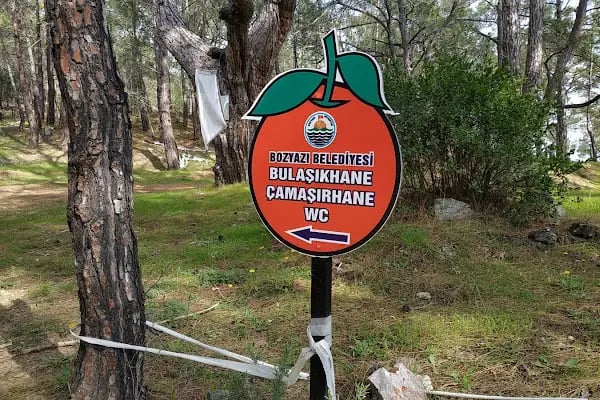 BOZYAZI BELEDİYESİ
BULAŞIKHANE
ÇAMAŞIRHANE
WC